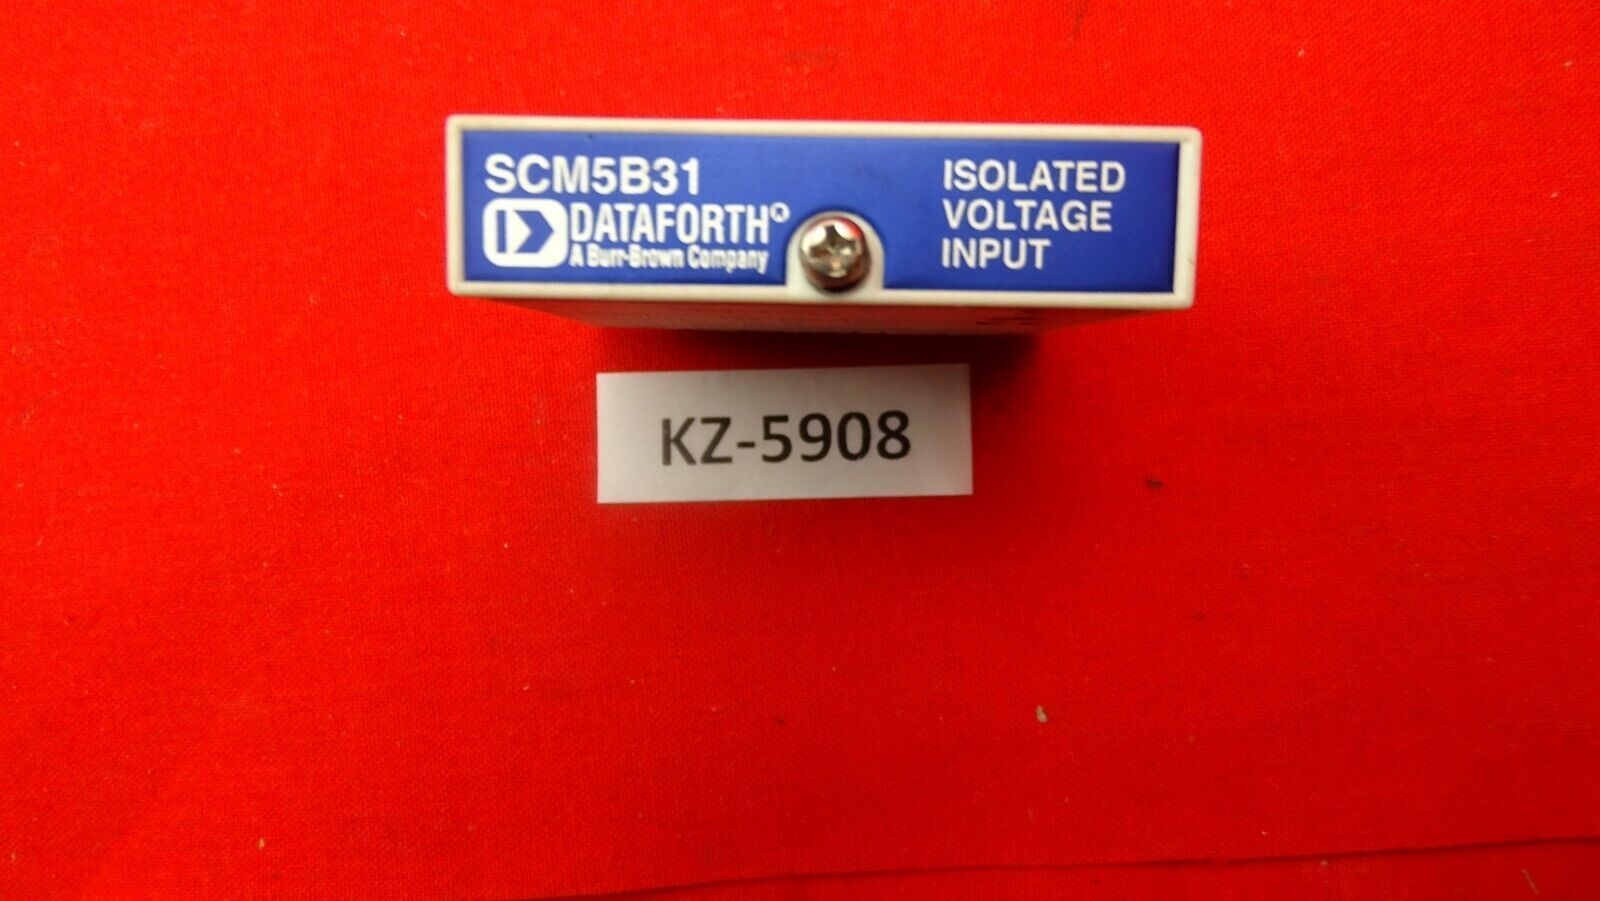 SCM5B31
DATAFORTH®
A Burr-Brown Company
ISOLATED
VOLTAGE
INPUT
KZ-5908